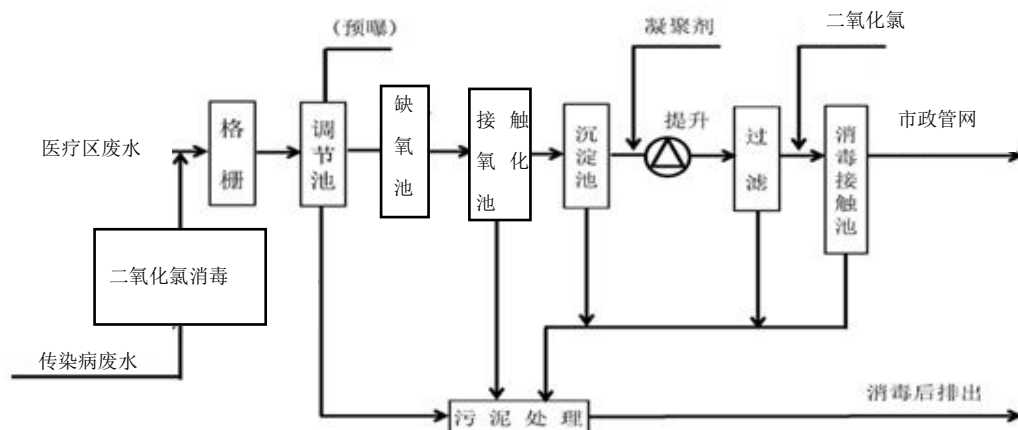 (预曝)
凝聚剂
二氧化氯
医疗区废水
格栅
调节池
缺氧池
接触氧化池
沉淀池
提升
过滤
消毒接触池
市政管网
二氧化氯消毒
传染病废水
污泥处理
消毒后排出